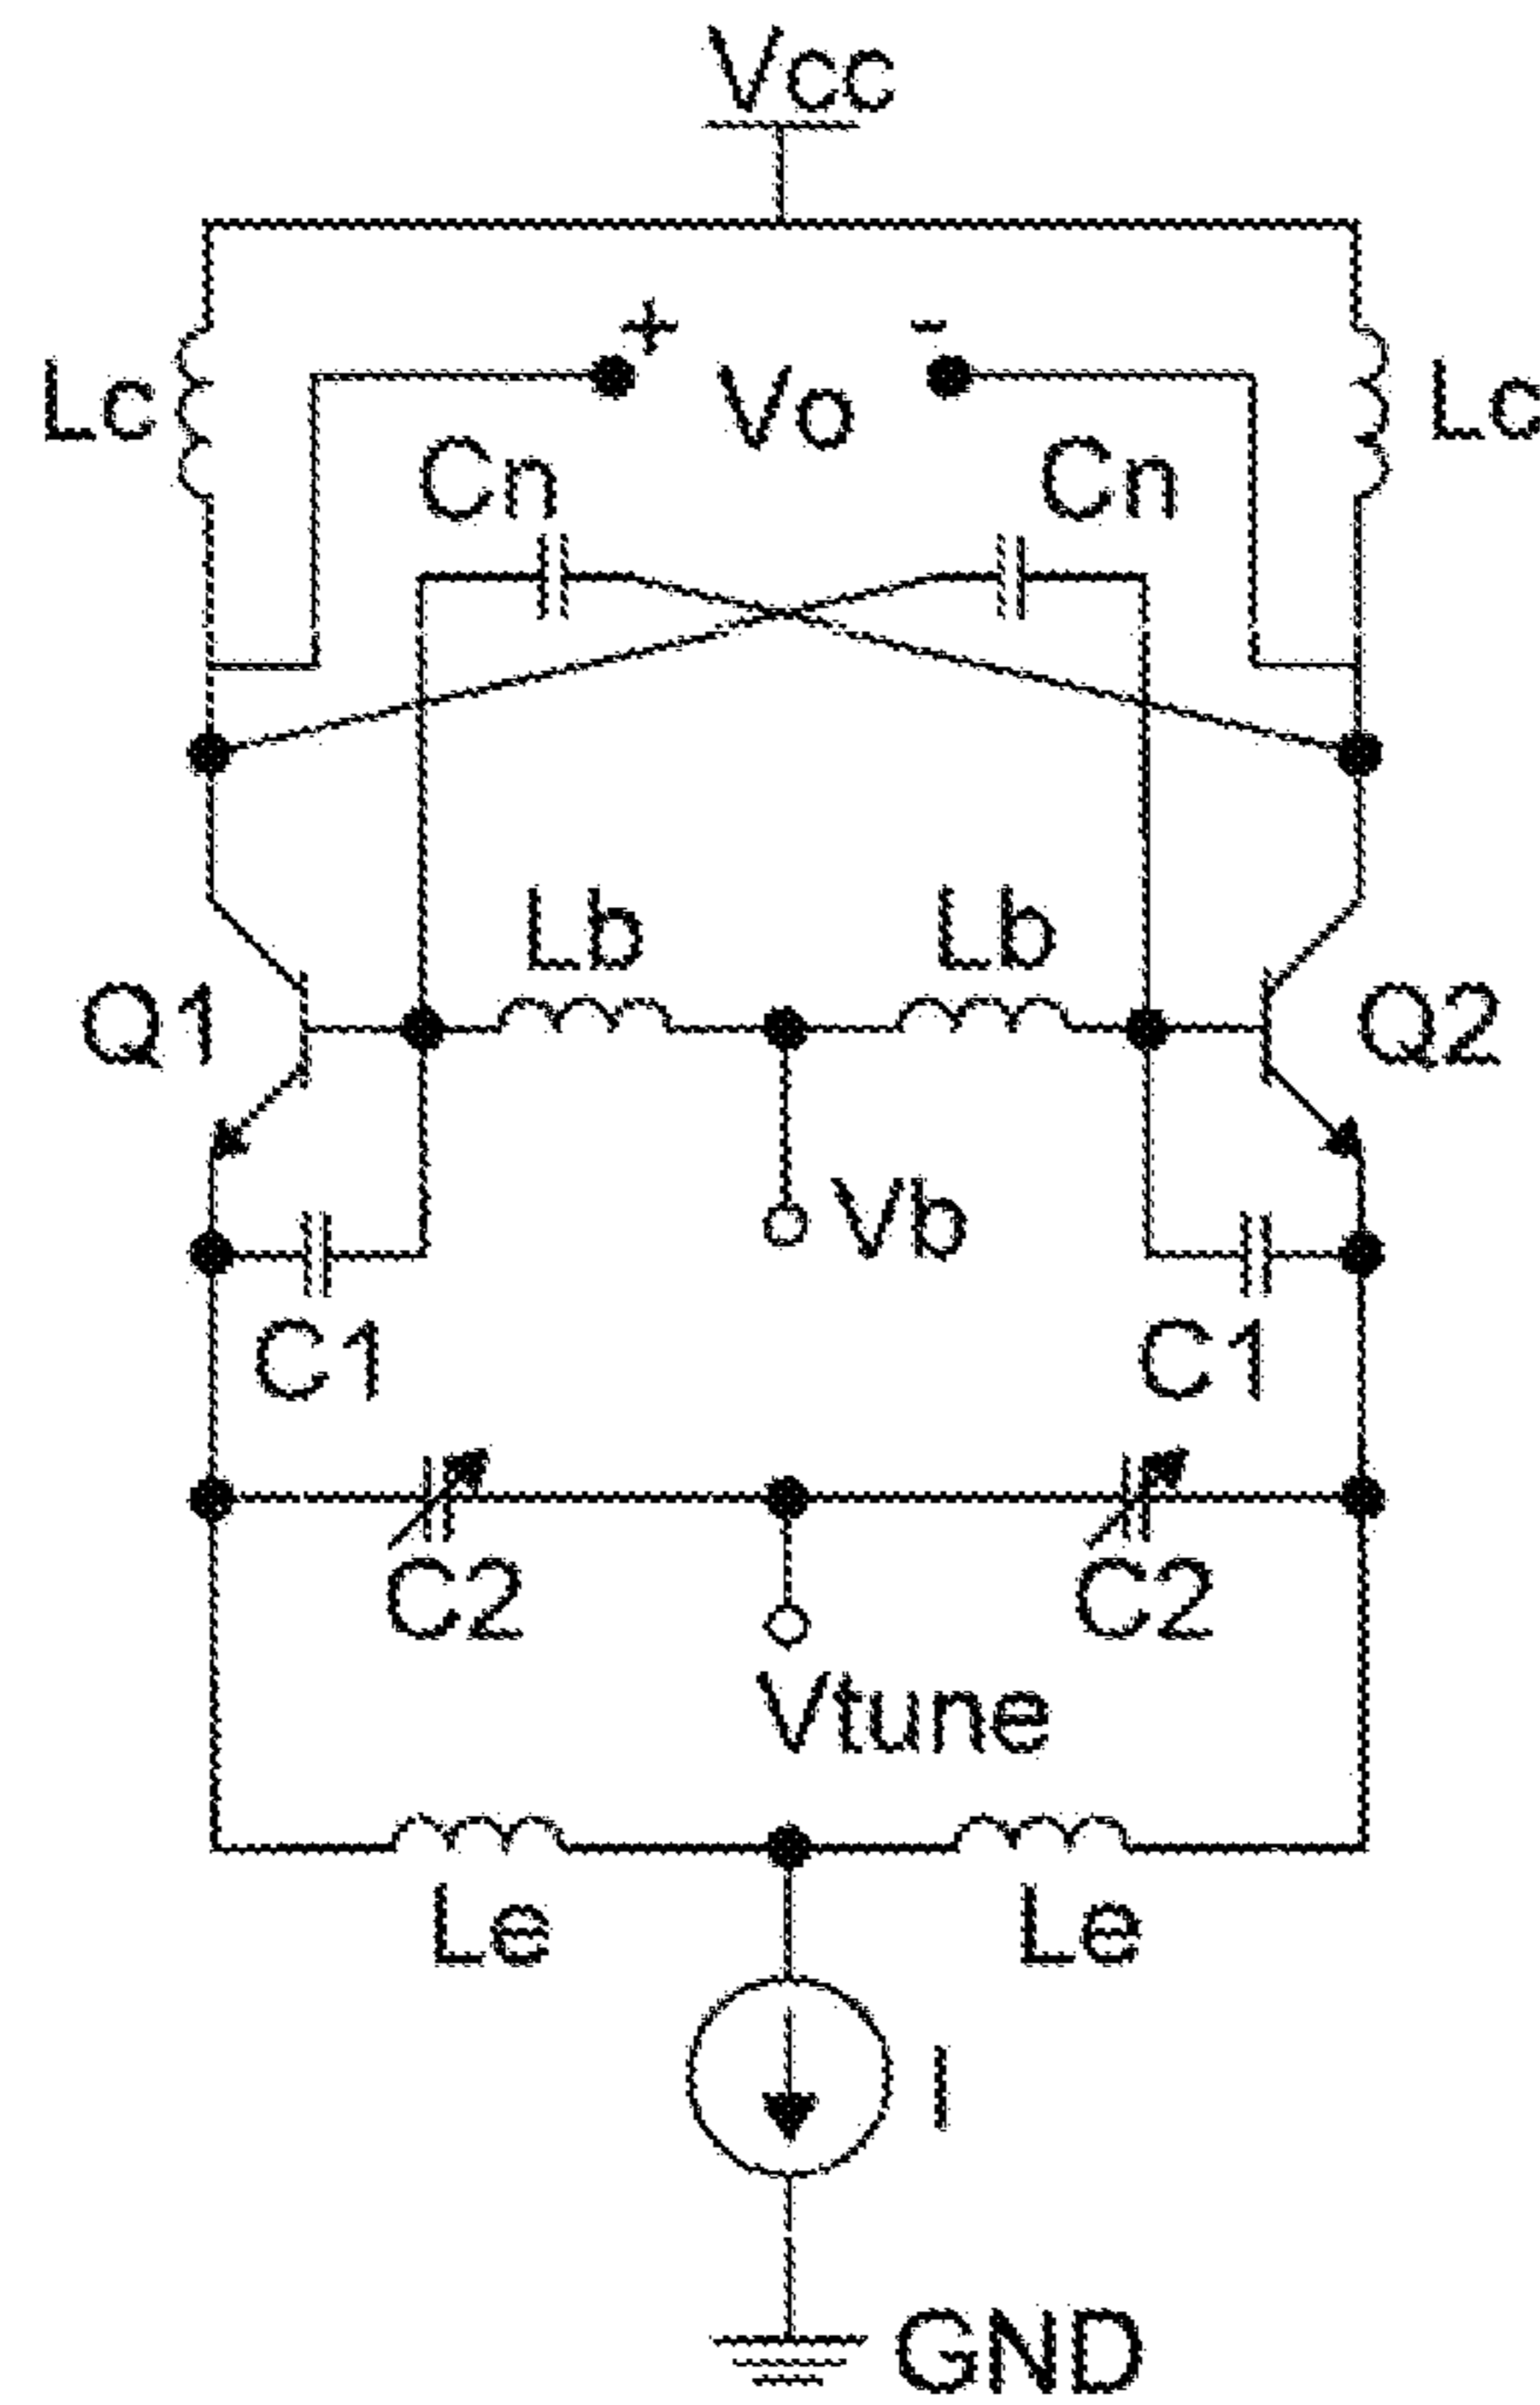 Vcc
+ -
Lc Vo Lc
Cn Cn
Lb Lb
Q1 Q2
Vb
C1 C1
C2 C2
Vtune
Le Le
I
GND